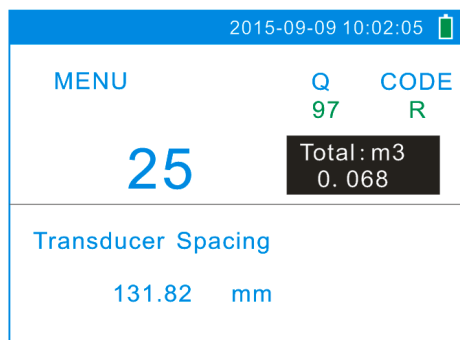 2015-09-09 10:02:05
MENU
Q
CODE
97
R
25
Total:m3
0.068
Transducer Spacing
131.82 mm